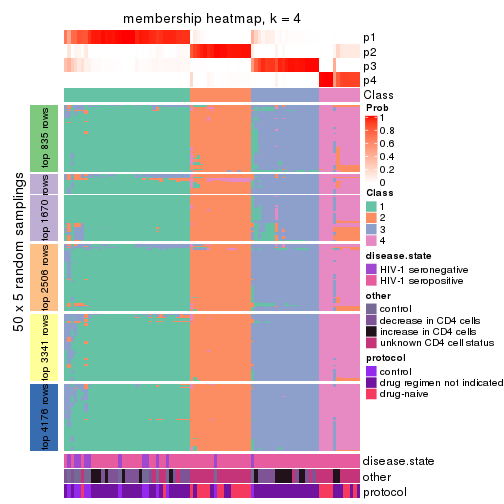 membership heatmap, k = 4
p1
p2
p3
p4
Class
50 x 5 random samplings
top 835 rows
top 1670 rows
top 2506 rows
top 3341 rows
top 4176 rows
disease.state
other
protocol
Prob
1
0.8
0.6
0.4
0.2
0
Class
1
2
3
4
disease.state
HIV-1 seronegative
HIV-1 seropositive
other
control
decrease in CD4 cells
increase in CD4 cells
unknown CD4 cell status
protocol
control
drug regimen not indicated
drug-naive